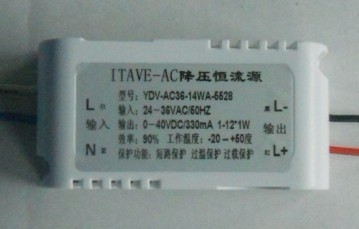 ITAVE-AC降压恒流源
型号: YDV-AC36-14WA-5528
L 输入: 24-36VAC/50HZ L-
输入 输出: 0-40VDC/330mA 1-12*1W 输出
N 效率: 90% 工作温度: -20-+50度 L+
保护功能: 短路保护 过温保护 过载保护